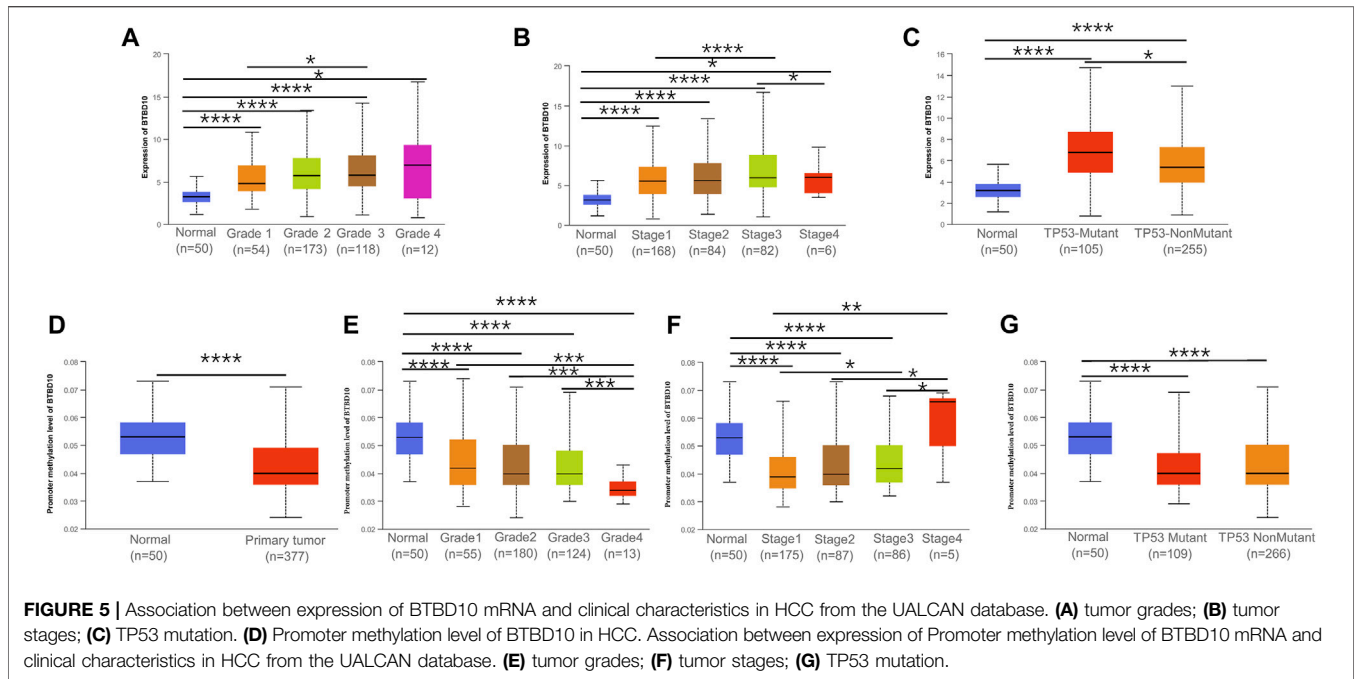 A
Expression of BTBD10
20
15
10
5
0
*
*
****
****
****
Normal Grade 1 Grade 2 Grade 3 Grade 4
(n=50) (n=54) (n=173) (n=118) (n=12)
B
Expression of BTBD10
20
15
10
5
0
****
*
****
*
****
****
Normal Stage1 Stage2 Stage3 Stage4
(n=50) (n=168) (n=84) (n=82) (n=6)
C
Expression of BTBD10
16
14
12
10
8
6
4
2
0
****
****
*
Normal TP53-Mutant TP53-NonMutant
(n=50) (n=105) (n=255)
D
Promoter methylation level of BTBD10
0.08
0.07
0.06
0.05
0.04
0.03
0.02
****
Normal Primary tumor
(n=50) (n=377)
E
Promoter methylation level of BTBD10
0.08
0.07
0.06
0.05
0.04
0.03
0.02
****
****
****
***
****
***
***
Normal Grade1 Grade2 Grade3 Grade4
(n=50) (n=55) (n=180) (n=124) (n=13)
F
Promoter methylation level of BTBD10
0.08
0.07
0.06
0.05
0.04
0.03
0.02
**
****
****
****
*
*
*
Normal Stage1 Stage2 Stage3 Stage4
(n=50) (n=175) (n=87) (n=86) (n=5)
G
Promoter methylation level of BTBD10
0.08
0.07
0.06
0.05
0.04
0.03
0.02
****
****
Normal TP53 Mutant TP53 NonMutant
(n=50) (n=109) (n=266)
FIGURE 5 | Association between expression of BTBD10 mRNA and clinical characteristics in HCC from the UALCAN database. (A) tumor grades; (B) tumor
stages; (C) TP53 mutation. (D) Promoter methylation level of BTBD10 in HCC. Association between expression of Promoter methylation level of BTBD10 mRNA and
clinical characteristics in HCC from the UALCAN database. (E) tumor grades; (F) tumor stages; (G) TP53 mutation.